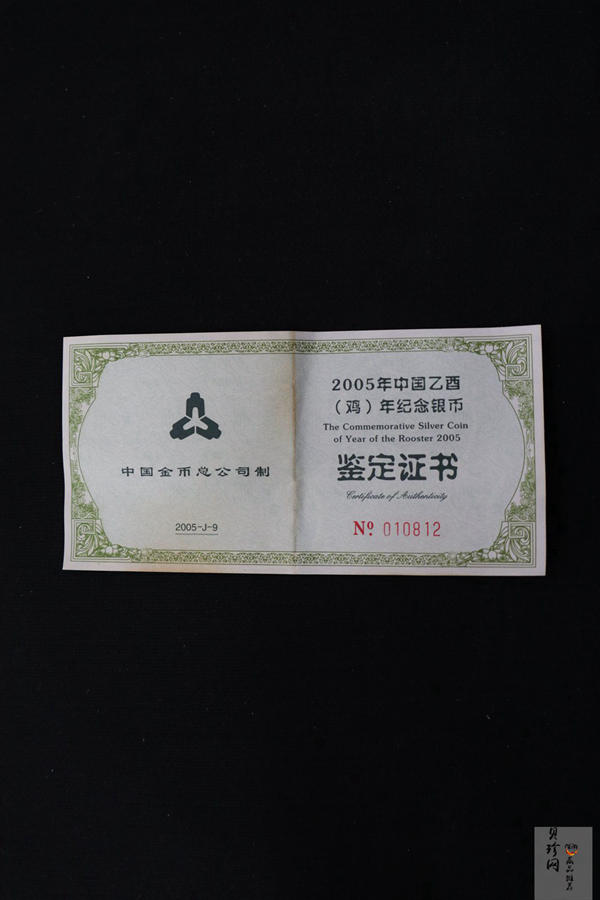 中国金币总公司制
2005-J-9
2005年中国乙酉
（鸡）年纪念银币
The Commemorative Silver Coin
of Year of the Rooster 2005
鉴定证书
Certificate of Authenticity
Nº 010812
贝珍网